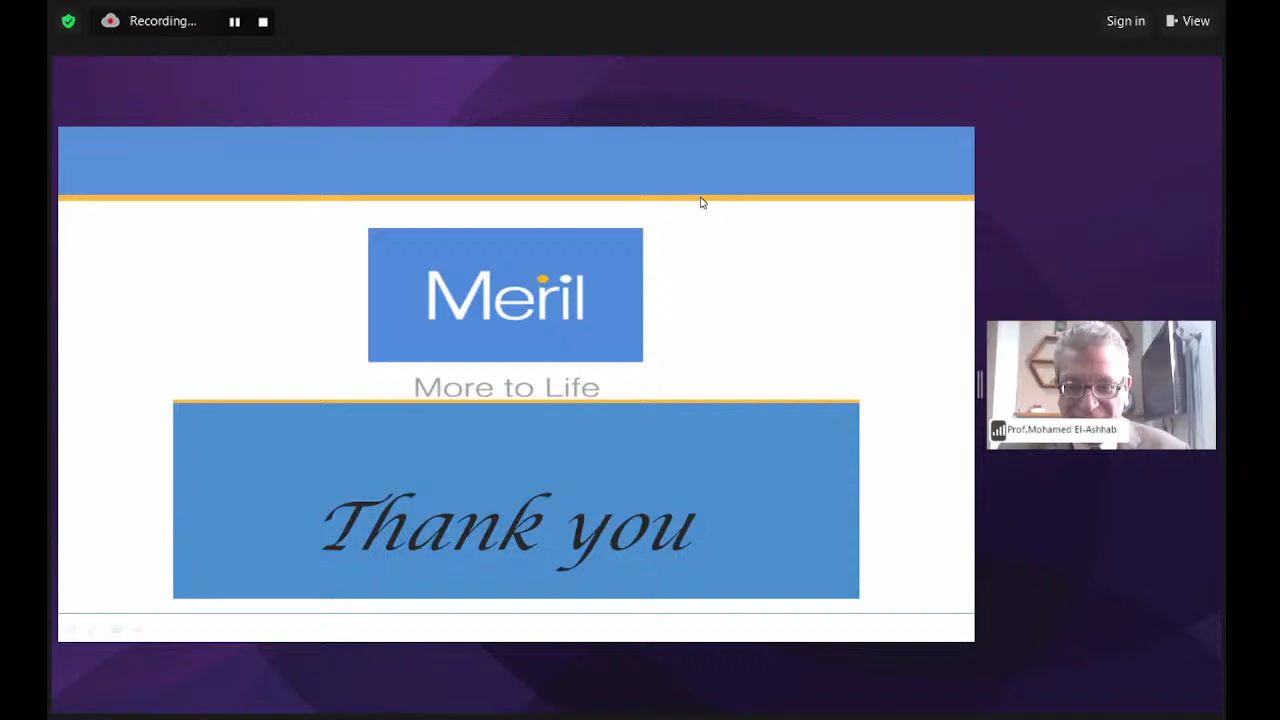 Recording...
Sign in
View
Meril
More to Life
Thank you
Prof.Mohamed El-Ashhab